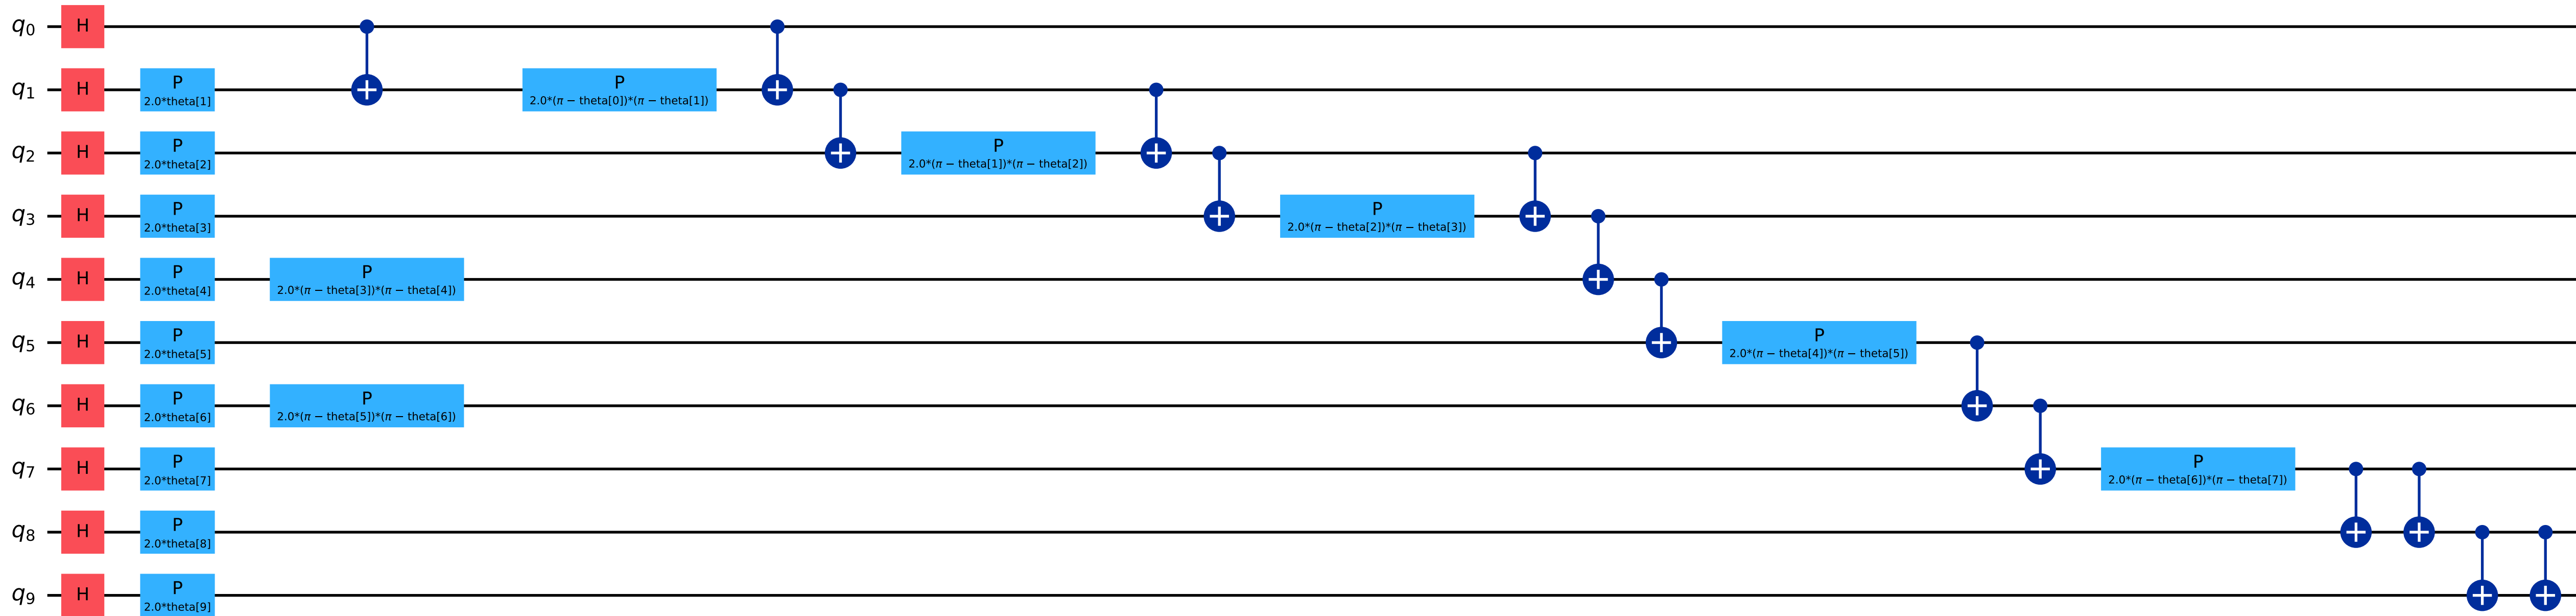 q0 H
q1 H P P
2.0*theta[1] 2.0*(π − theta[0])*(π − theta[1])
q2 H P P
2.0*theta[2] 2.0*(π − theta[1])*(π − theta[2])
q3 H P P
2.0*theta[3] 2.0*(π − theta[2])*(π − theta[3])
q4 H P P
2.0*theta[4] 2.0*(π − theta[3])*(π − theta[4])
q5 H P P
2.0*theta[5] 2.0*(π − theta[4])*(π − theta[5])
q6 H P P
2.0*theta[6] 2.0*(π − theta[5])*(π − theta[6])
q7 H P P
2.0*theta[7] 2.0*(π − theta[6])*(π − theta[7])
q8 H P
2.0*theta[8]
q9 H P
2.0*theta[9]